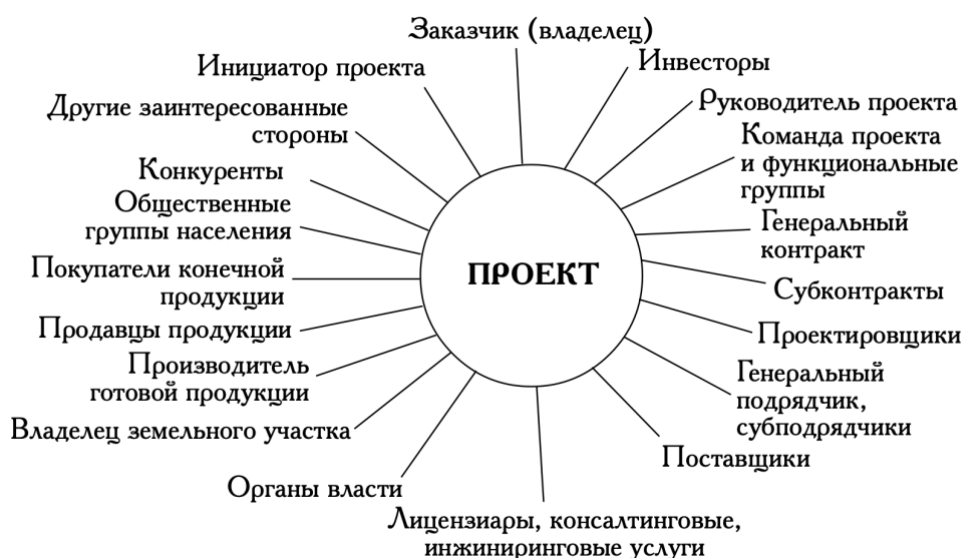 Заказчик (владелец)
Инвесторы
Руководитель проекта
Команда проекта
и функциональные
группы
Генеральный
контракт
Субконтракты
Проектировщики
Генеральный
подрядчик,
субподрядчики
Поставщики
Лицензиары, консалтинговые,
инжиниринговые услуги
Органы власти
Владелец земельного участка
Производитель
готовой продукции
Продавцы продукции
Покупатели конечной
продукции
Общественные
группы населения
Конкуренты
Другие заинтересованные
стороны
Инициатор проекта
ПРОЕКТ